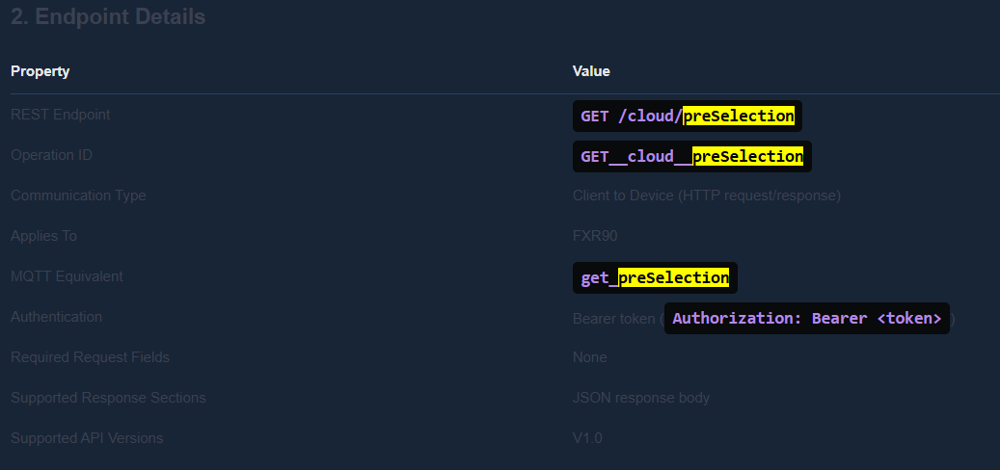 2. Endpoint Details
Property Value
REST Endpoint GET /cloud/preSelection
Operation ID GET__cloud__preSelection
Communication Type Client to Device (HTTP request/response)
Applies To FXR90
MQTT Equivalent get_preSelection
Authentication Bearer token (Authorization: Bearer <token>)
Required Request Fields None
Supported Response Sections JSON response body
Supported API Versions V1.0